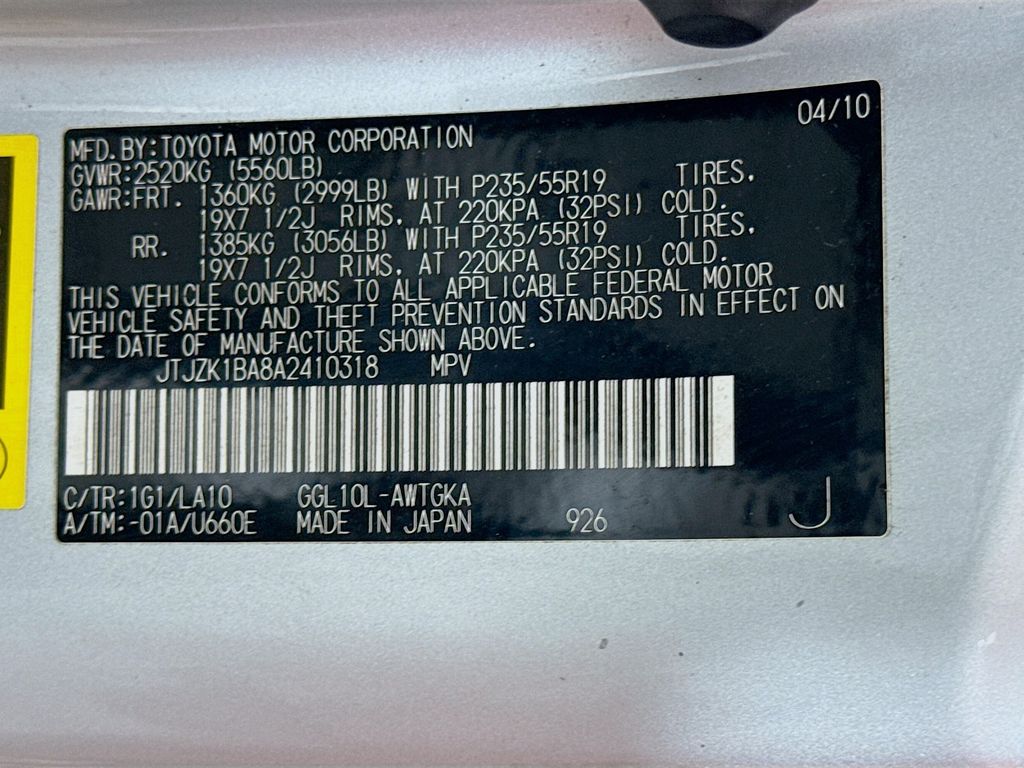 04/10
MFD. BY: TOYOTA MOTOR CORPORATION
GVWR: 2520KG (5560LB)
GAWR: FRT. 1360KG (2999LB) WITH P235/55R19 TIRES,
19X7 1/2J RIMS, AT 220KPA (32PSI) COLD.
RR. 1385KG (3056LB) WITH P235/55R19 TIRES,
19X7 1/2J RIMS, AT 220KPA (32PSI) COLD.
THIS VEHICLE CONFORMS TO ALL APPLICABLE FEDERAL MOTOR
VEHICLE SAFETY AND THEFT PREVENTION STANDARDS IN EFFECT ON
THE DATE OF MANUFACTURE SHOWN ABOVE.
JTJZK1BA8A2410318 MPV
C/TR: 1G1/LA10 GGL10L-AWTGKA
A/TM: -01A/U660E MADE IN JAPAN 926 J